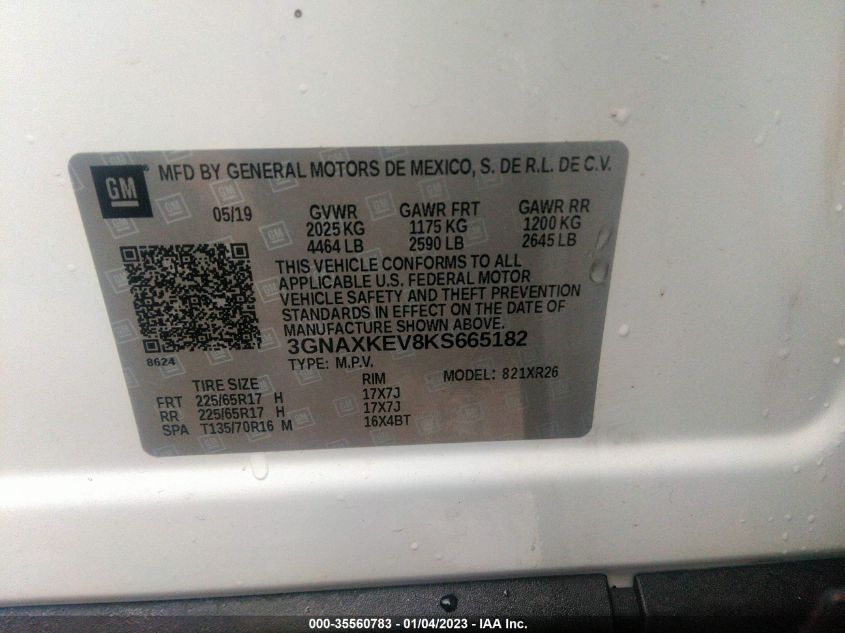 GM
MFD BY GENERAL MOTORS DE MEXICO, S. DE R.L. DE C.V.
05/19 GVWR GAWR FRT GAWR RR
2025 KG 1175 KG 1200 KG
4464 LB 2590 LB 2645 LB
THIS VEHICLE CONFORMS TO ALL
APPLICABLE U.S. FEDERAL MOTOR
VEHICLE SAFETY AND THEFT PREVENTION
STANDARDS IN EFFECT ON THE DATE OF
MANUFACTURE SHOWN ABOVE.
8624
3GNAXKEV8KS665182
TYPE: M.P.V.
MODEL: 821XR26
TIRE SIZE RIM
FRT 225/65R17 H 17X7J
RR 225/65R17 H 17X7J
SPA T135/70R16 M 16X4BT
000-35560783 - 01/04/2023 - IAA Inc.